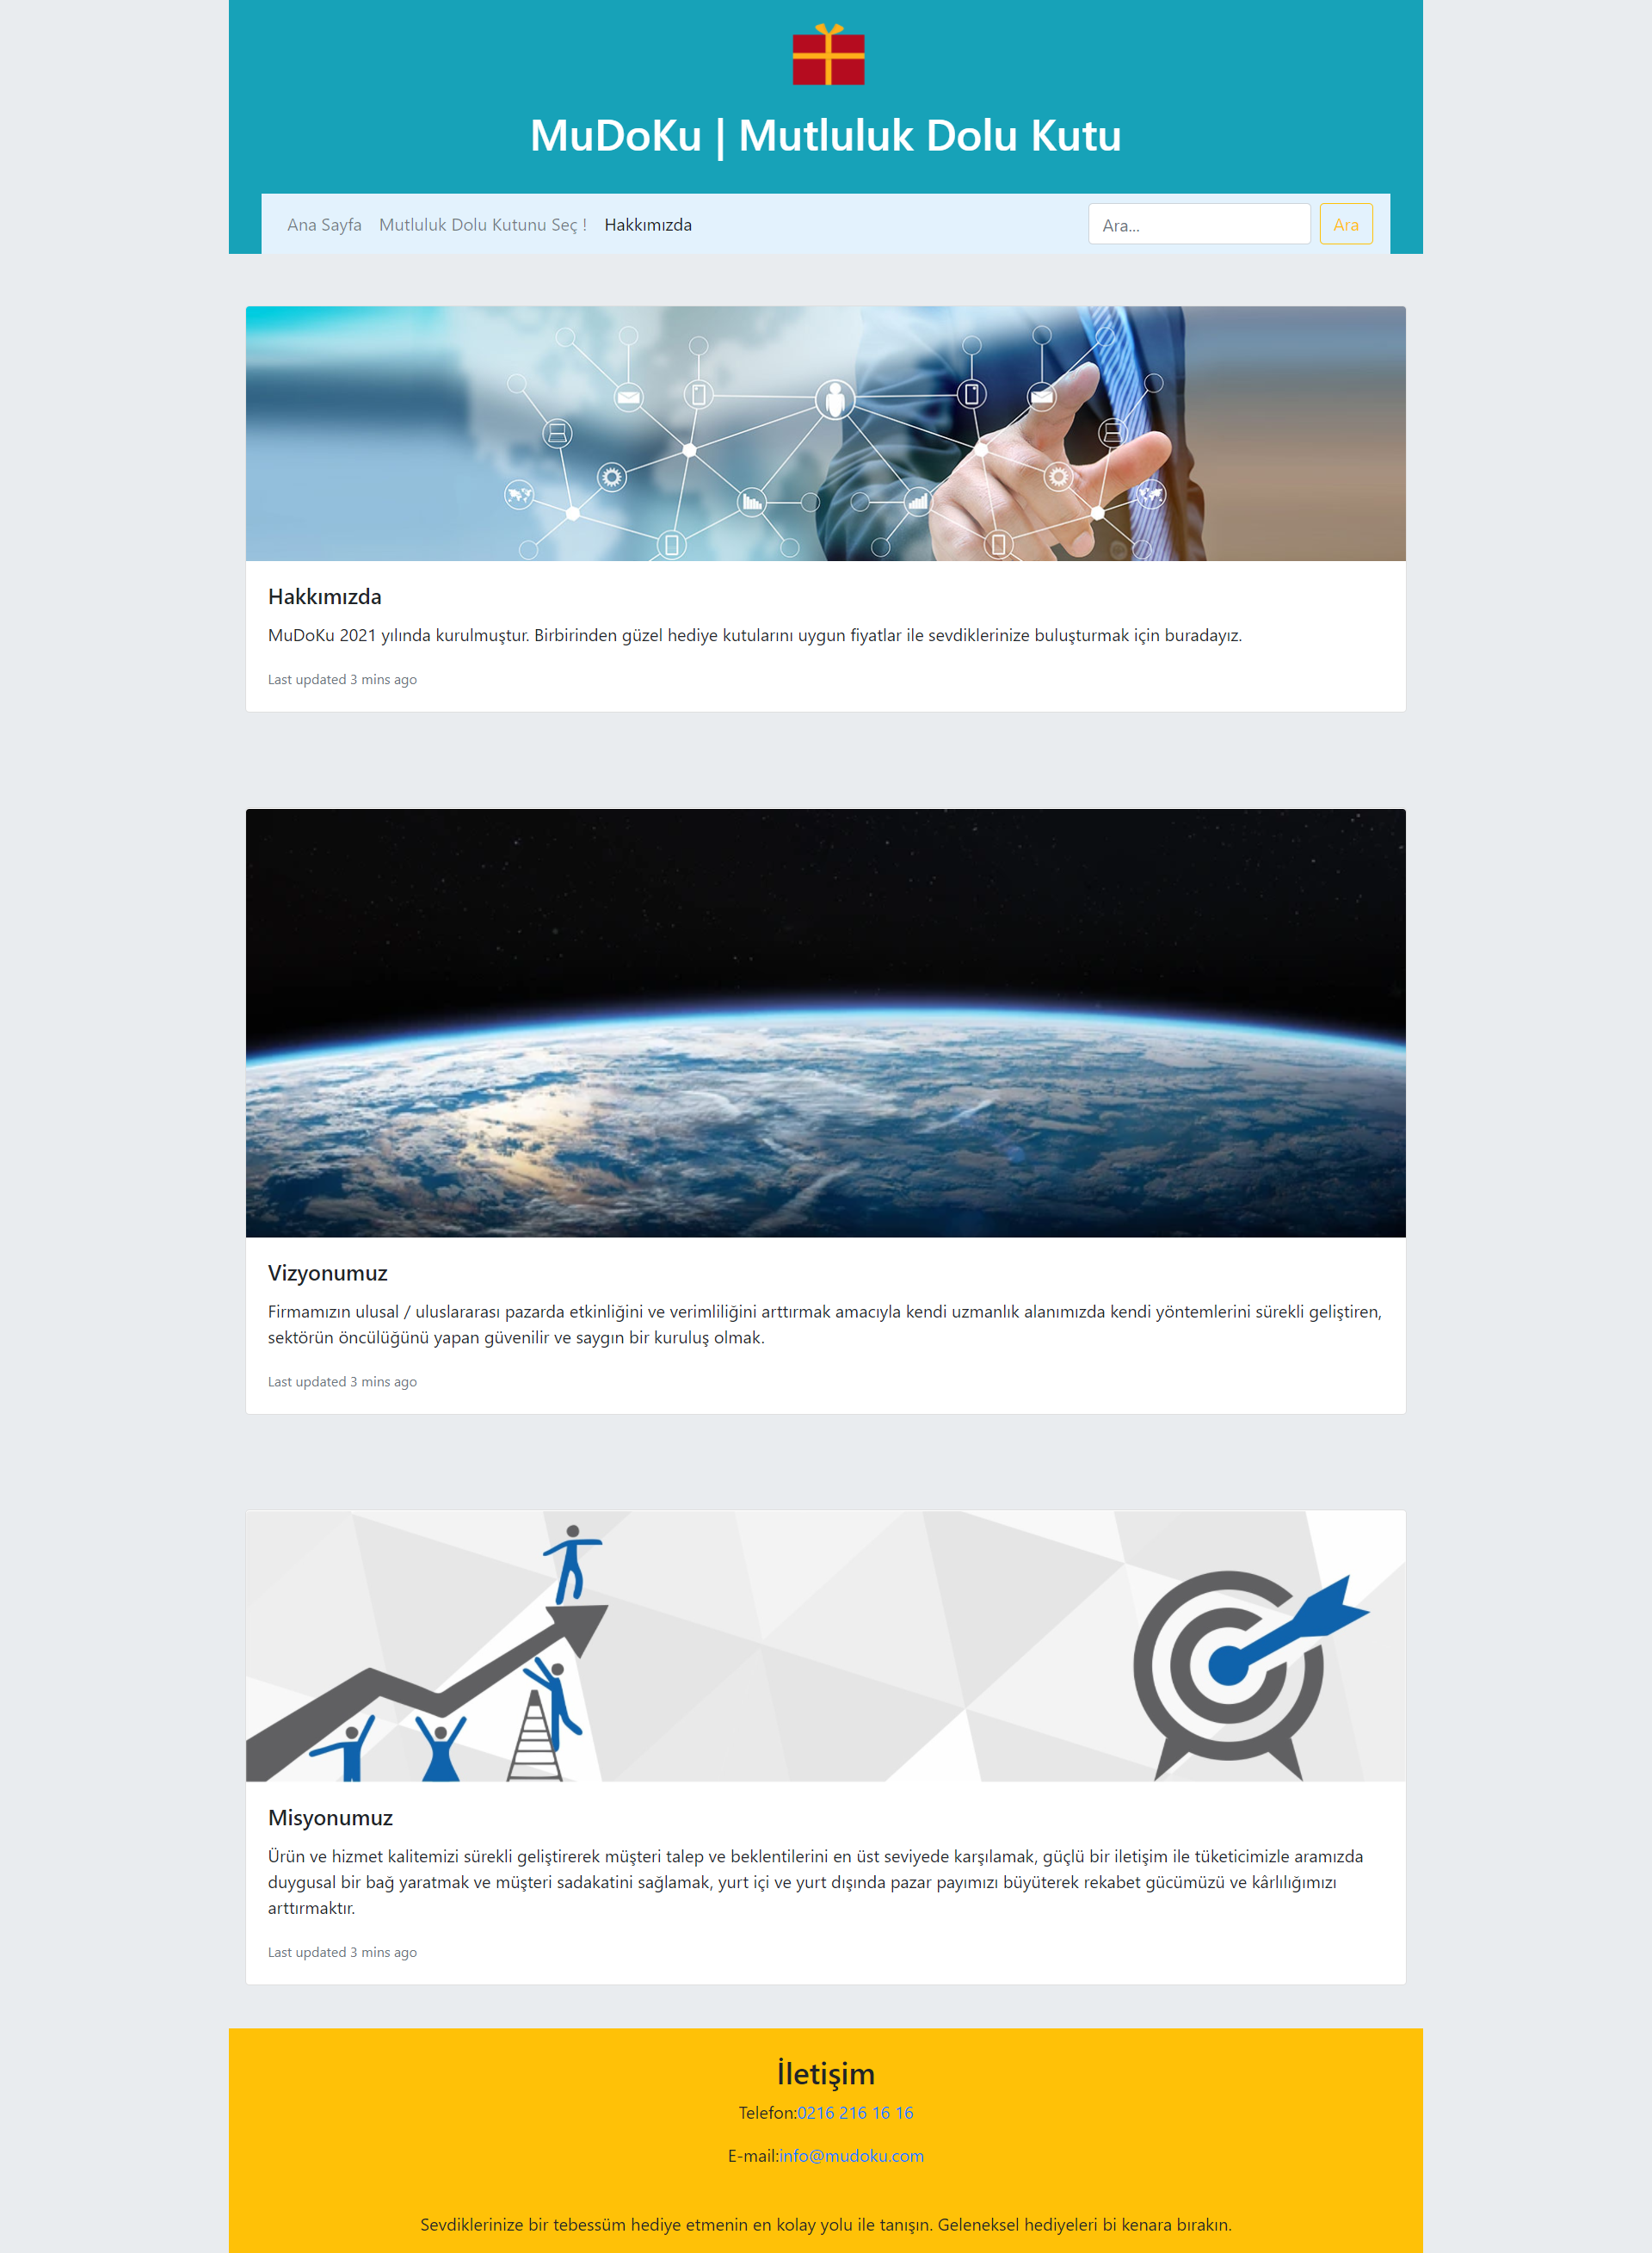 MuDoKu | Mutluluk Dolu Kutu
Ana Sayfa Mutluluk Dolu Kutunu Seç ! Hakkımızda Ara... Ara
Hakkımızda
MuDoKu 2021 yılında kurulmuştur. Birbirinden güzel hediye kutularını uygun fiyatlar ile sevdiklerinize buluşturmak için buradayız.
Last updated 3 mins ago
Vizyonumuz
Firmamızın ulusal / uluslararası pazarda etkinliğini ve verimliliğini arttırmak amacıyla kendi uzmanlık alanımızda kendi yöntemlerini sürekli geliştiren,
sektörün öncülüğünü yapan güvenilir ve saygın bir kuruluş olmak.
Last updated 3 mins ago
Misyonumuz
Ürün ve hizmet kalitemizi sürekli geliştirerek müşteri talep ve beklentilerini en üst seviyede karşılamak, güçlü bir iletişim ile tüketicimizle aramızda
duygusal bir bağ yaratmak ve müşteri sadakatini sağlamak, yurt içi ve yurt dışında pazar payımızı büyüterek rekabet gücümüzü ve kârlılığımızı
arttırmaktır.
Last updated 3 mins ago
İletişim
Telefon:0216 216 16 16
E-mail:info@mudoku.com
Sevdiklerinize bir tebessüm hediye etmenin en kolay yolu ile tanışın. Geleneksel hediyeleri bi kenara bırakın.